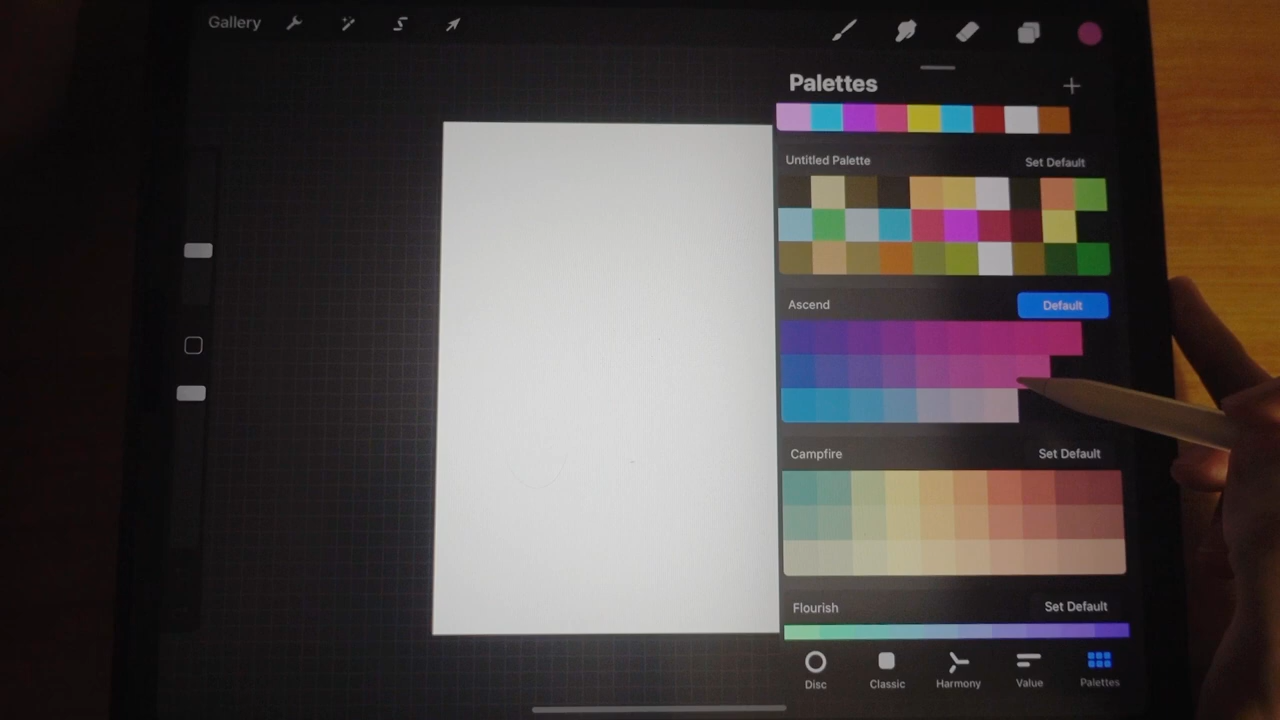 Gallery
Palettes
Untitled Palette Set Default
Ascend Default
Campfire Set Default
Flourish Set Default
Disc Classic Harmony Value Palettes